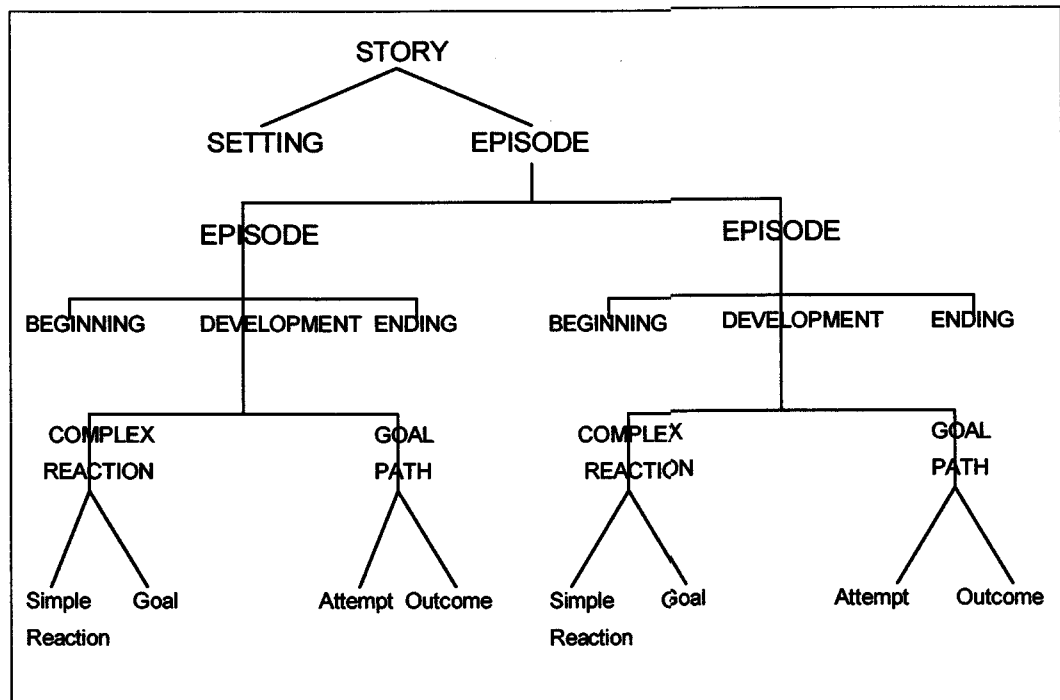 STORY
SETTING EPISODE
EPISODE EPISODE
BEGINNING DEVELOPMENT ENDING BEGINNING DEVELOPMENT ENDING
COMPLEX GOAL COMPLEX GOAL
REACTION PATH REACTION PATH
Simple Goal Attempt Outcome Simple Goal Attempt Outcome
Reaction Reaction